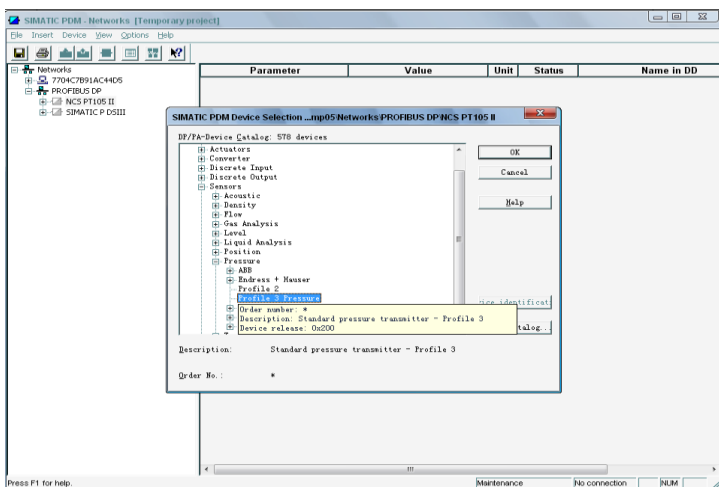 SIMATIC PDM - Networks [Temporary project]
File Insert Device View Options Help
Networks
7704C7B91AC44D5
PROFIBUS DP
NCS PT105 II
SIMATIC P DSIII
Parameter Value Unit Status Name in DD
SIMATIC PDM Device Selection ...mp05\Networks\PROFIBUS DP\NCS PT105 II
DP/PA-Device Catalog: 578 devices
Actuators
Converter
Discrete Input
Discrete Output
Sensors
Acoustic
Density
Flow
Gas Analysis
Level
Liquid Analysis
Position
Pressure
ABB
Endress + Hauser
Profile 2
Profile 3 Pressure
Order number: *
Description: Standard pressure transmitter - Profile 3
Device release: 0x200
OK
Cancel
Help
vice identificat
talog...
Description: Standard pressure transmitter - Profile 3
Order No.: *
Press F1 for help.
Maintenance No connection NUM